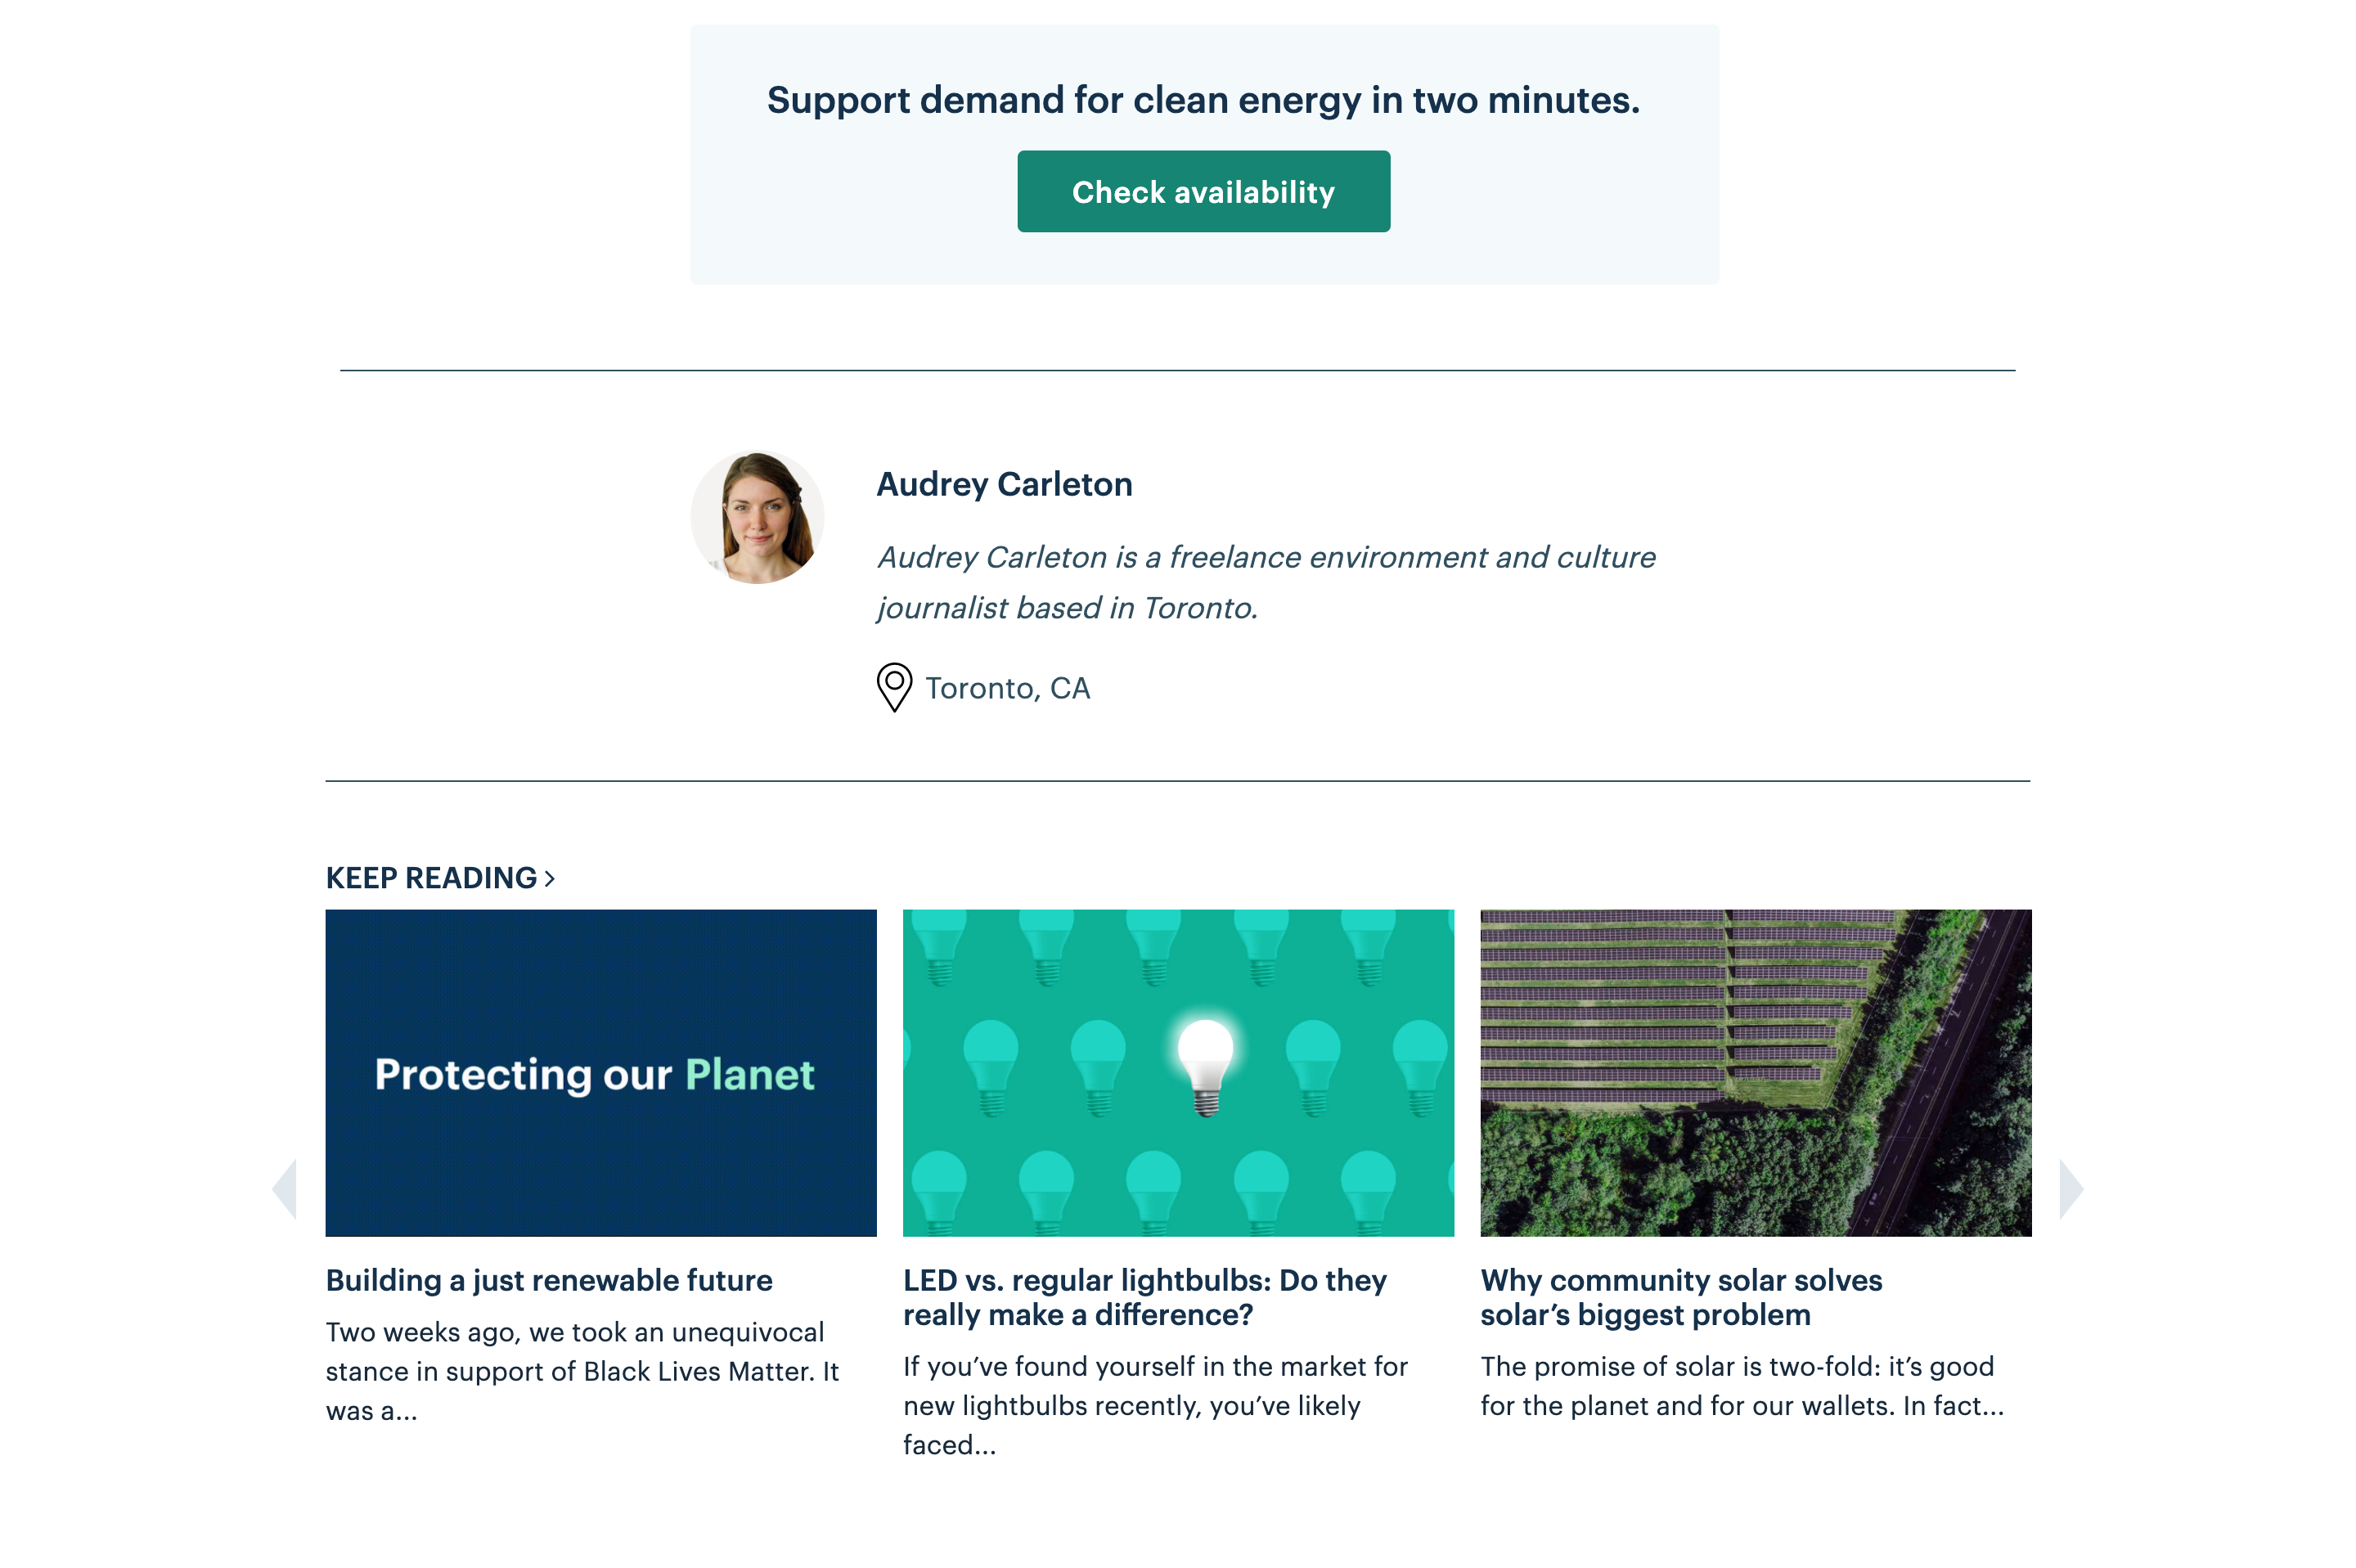 Support demand for clean energy in two minutes.
Check availability
Audrey Carleton
Audrey Carleton is a freelance environment and culture
journalist based in Toronto.
Toronto, CA
KEEP READING >
Protecting our Planet
Building a just renewable future
Two weeks ago, we took an unequivocal
stance in support of Black Lives Matter. It
was a...
LED vs. regular lightbulbs: Do they
really make a difference?
If you’ve found yourself in the market for
new lightbulbs recently, you’ve likely
faced...
Why community solar solves
solar’s biggest problem
The promise of solar is two-fold: it’s good
for the planet and for our wallets. In fact...